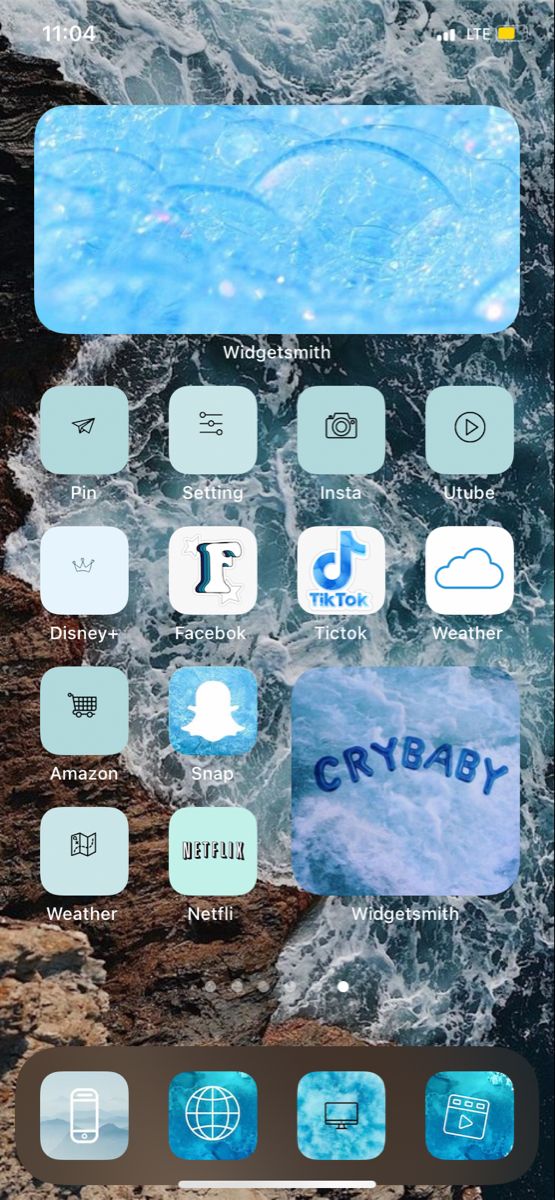 11:04
LTE
Widgetsmith
Pin
Setting
Insta
Utube
F
TikTok
Disney+
Facebok
Tictok
Weather
Amazon
Snap
CRYBABY
NETFLIX
Weather
Netfli
Widgetsmith